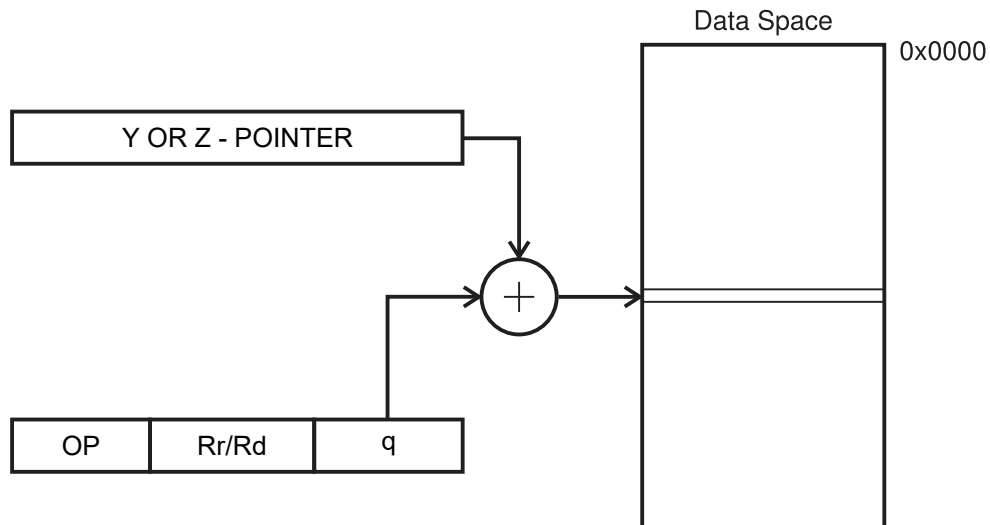 Data Space
0x0000
Y OR Z - POINTER
+
OP Rr/Rd q